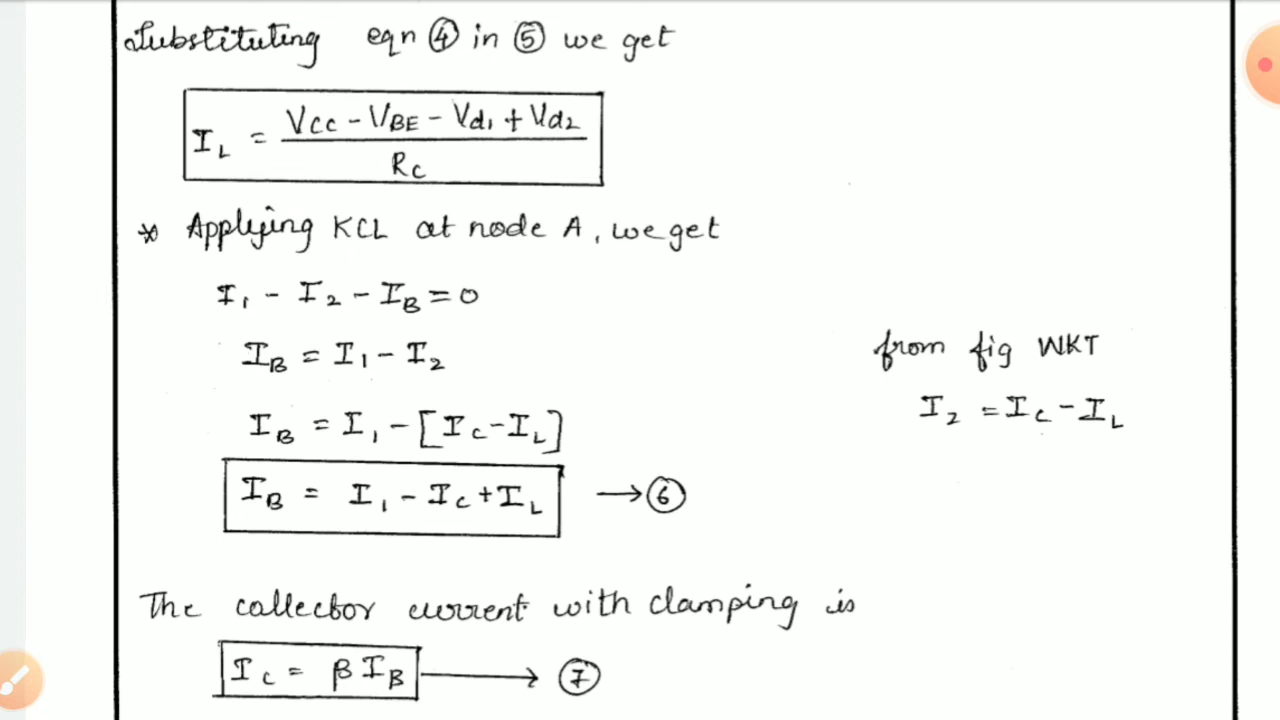 Substituting eqn ④ in ⑤ we get
I_L = (V_CC - V_BE - V_d1 + V_d2) / R_C
* Applying KCL at node A, we get
I_1 - I_2 - I_B = 0
I_B = I_1 - I_2
from fig WKT
I_2 = I_C - I_L
I_B = I_1 - [I_C - I_L]
I_B = I_1 - I_C + I_L → ⑥
The collector current with clamping is
I_C = β I_B → ⑦